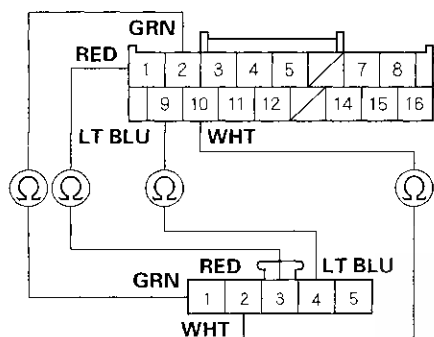 GRN
RED
1 2 3 4 5 7 8
9 10 11 12 14 15 16
LT BLU WHT
Ω Ω Ω Ω
RED LT BLU
GRN
1 2 3 4 5
WHT